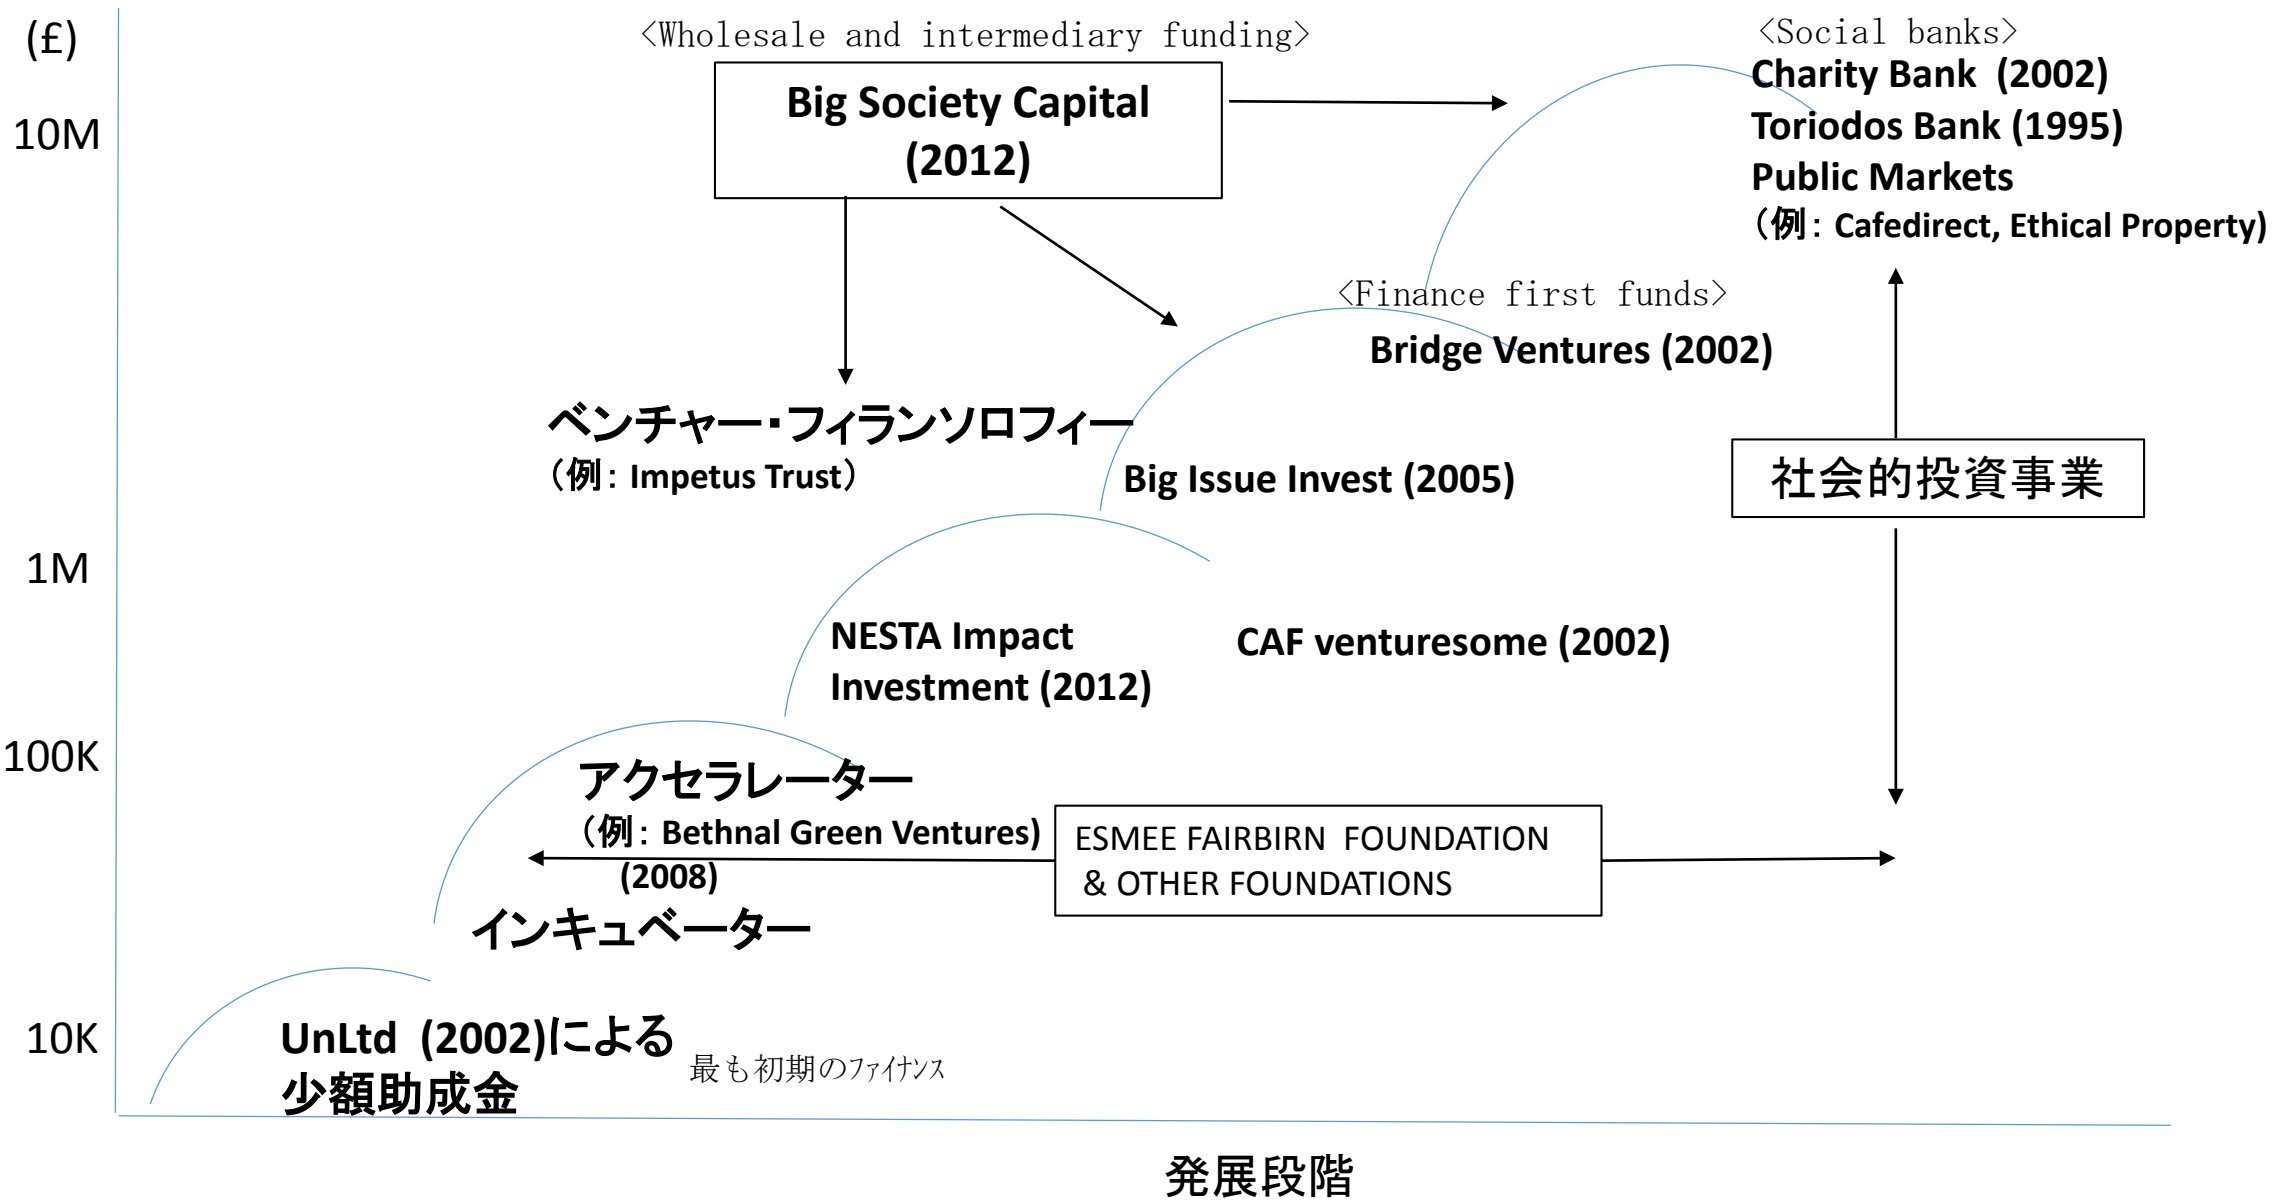 (£)
10M
1M
100K
10K
<Wholesale and intermediary funding>
Big Society Capital
(2012)
<Social banks>
Charity Bank (2002)
Toriodos Bank (1995)
Public Markets
（例：Cafedirect, Ethical Property)
<Finance first funds>
Bridge Ventures (2002)
ベンチャー・フィランソロフィー
（例：Impetus Trust）
Big Issue Invest (2005)
社会的投資事業
NESTA Impact
Investment (2012)
CAF venturesome (2002)
アクセラレーター
（例：Bethnal Green Ventures)
(2008)
インキュベーター
ESMEE FAIRBIRN FOUNDATION
& OTHER FOUNDATIONS
UnLtd (2002)による
少額助成金
最も初期のﾌｧｲﾅﾝｽ
発展段階